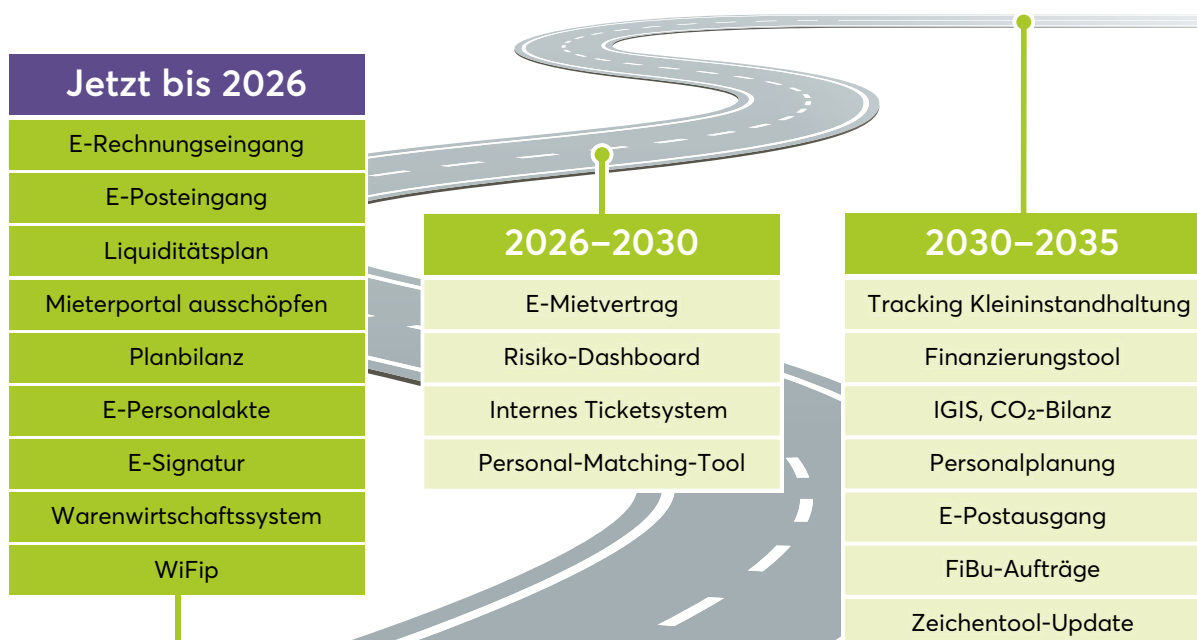 Jetzt bis 2026
E-Rechnungseingang
E-Posteingang
Liquiditätsplan
Mieterportal ausschöpfen
Planbilanz
E-Personalakte
E-Signatur
Warenwirtschaftssystem
WiFip
2026–2030
E-Mietvertrag
Risiko-Dashboard
Internes Ticketsystem
Personal-Matching-Tool
2030–2035
Tracking Kleininstandhaltung
Finanzierungstool
IGIS, CO₂-Bilanz
Personalplanung
E-Postausgang
FiBu-Aufträge
Zeichentool-Update